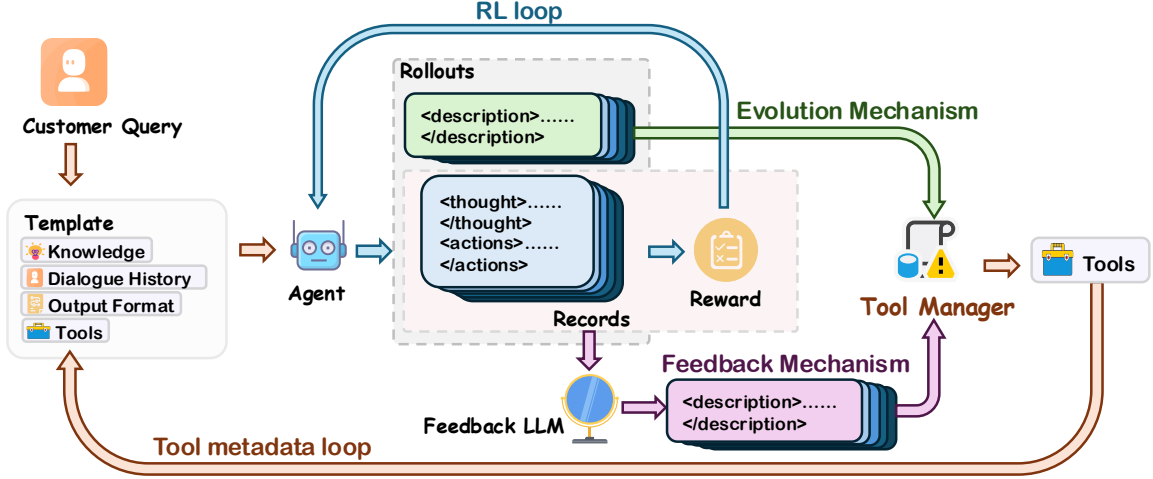 RL loop
Rollouts
Customer Query
<description>......
</description>
Evolution Mechanism
Template
Knowledge
Dialogue History
Output Format
Tools
Agent
<thought>......
</thought>
<actions>......
</actions>
Reward
Records
Tool Manager
Tools
Feedback Mechanism
Feedback LLM
<description>......
</description>
Tool metadata loop